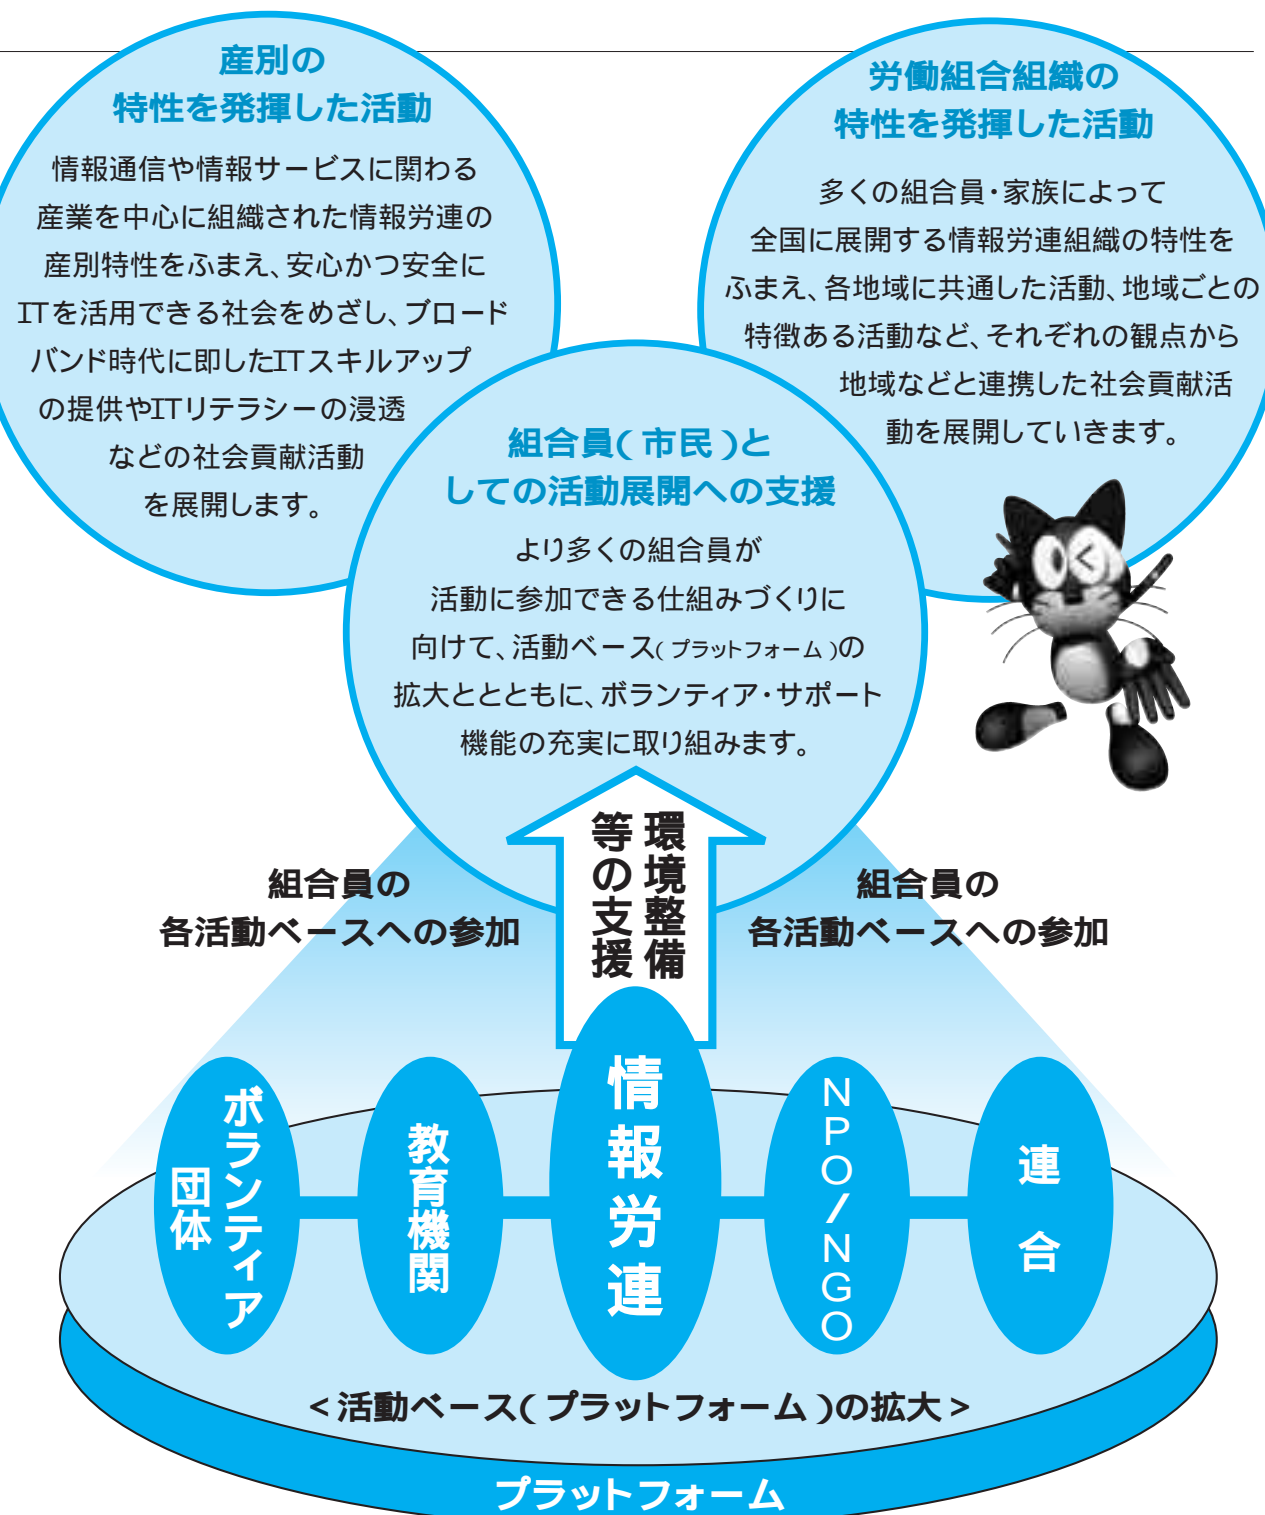 産別の
特性を発揮した活動
情報通信や情報サービスに関わる
産業を中心に組織された情報労連の
産別特性をふまえ、安心かつ安全に
ITを活用できる社会をめざし、ブロード
バンド時代に即したITスキルアップ
の提供やITリテラシーの浸透
などの社会貢献活動
を展開します。
労働組合組織の
特性を発揮した活動
多くの組合員・家族によって
全国に展開する情報労連組織の特性を
ふまえ、各地域に共通した活動、地域ごとの
特徴ある活動など、それぞれの観点から
地域などと連携した社会貢献活
動を展開していきます。
組合員(市民)と
しての活動展開への支援
より多くの組合員が
活動に参加できる仕組みづくりに
向けて、活動ベース(プラットフォーム)の
拡大ととともに、ボランティア・サポート
機能の充実に取り組みます。
環境整備
等の支援
組合員の
各活動ベースへの参加
組合員の
各活動ベースへの参加
ボランティア
団体
教育機関
情報労連
NPO/NGO
連合
<活動ベース(プラットフォーム)の拡大>
プラットフォーム